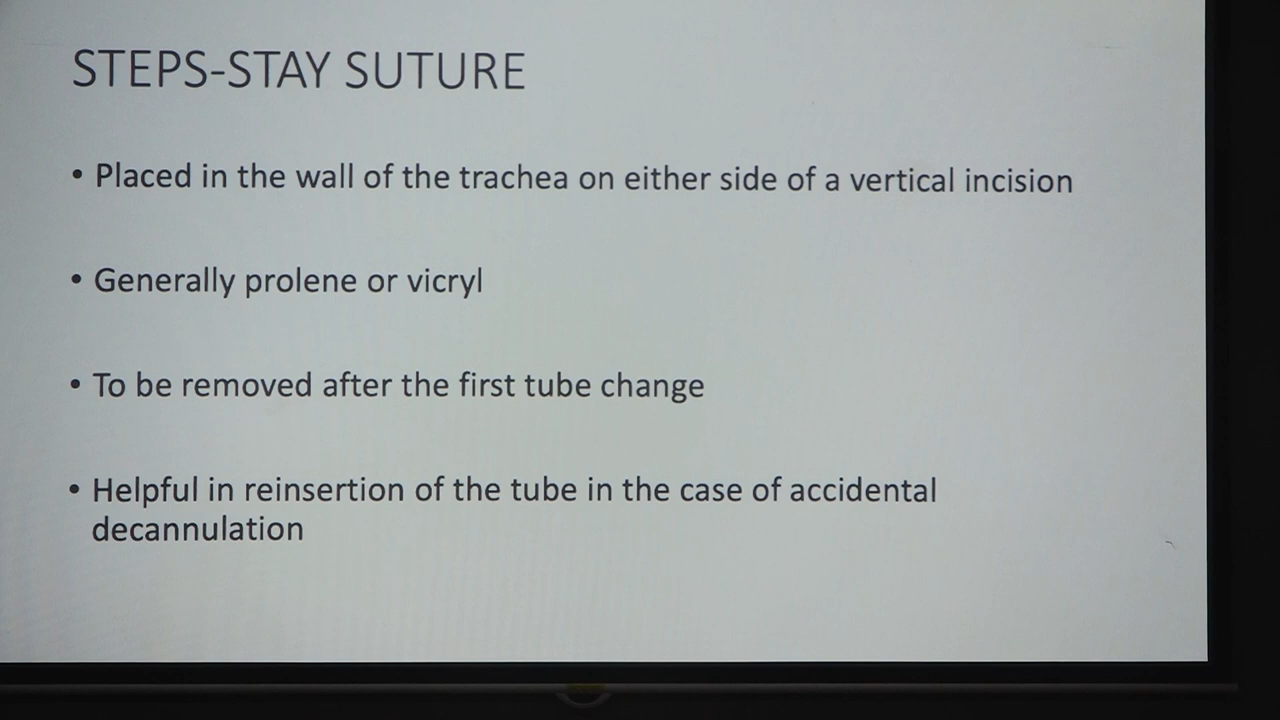 STEPS-STAY SUTURE
• Placed in the wall of the trachea on either side of a vertical incision
• Generally prolene or vicryl
• To be removed after the first tube change
• Helpful in reinsertion of the tube in the case of accidental
decannulation